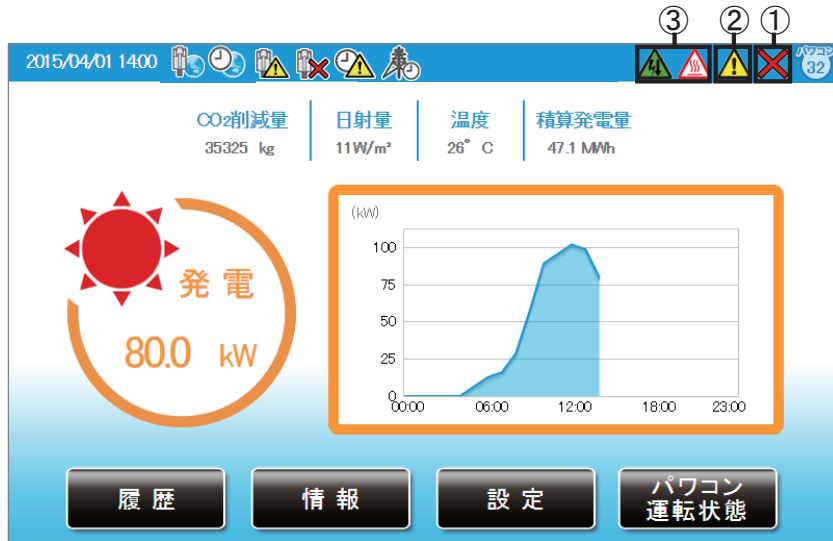 ③ ② ①
2015/04/01 14:00
パワコン
32
CO2削減量 日射量 温度 積算発電量
35325 kg 11W/m² 26°C 47.1 MWh
発電
80.0 kW
(kW)
100
75
50
25
0
00:00 06:00 12:00 18:00 23:00
履歴 情報 設定 パワコン
運転状態